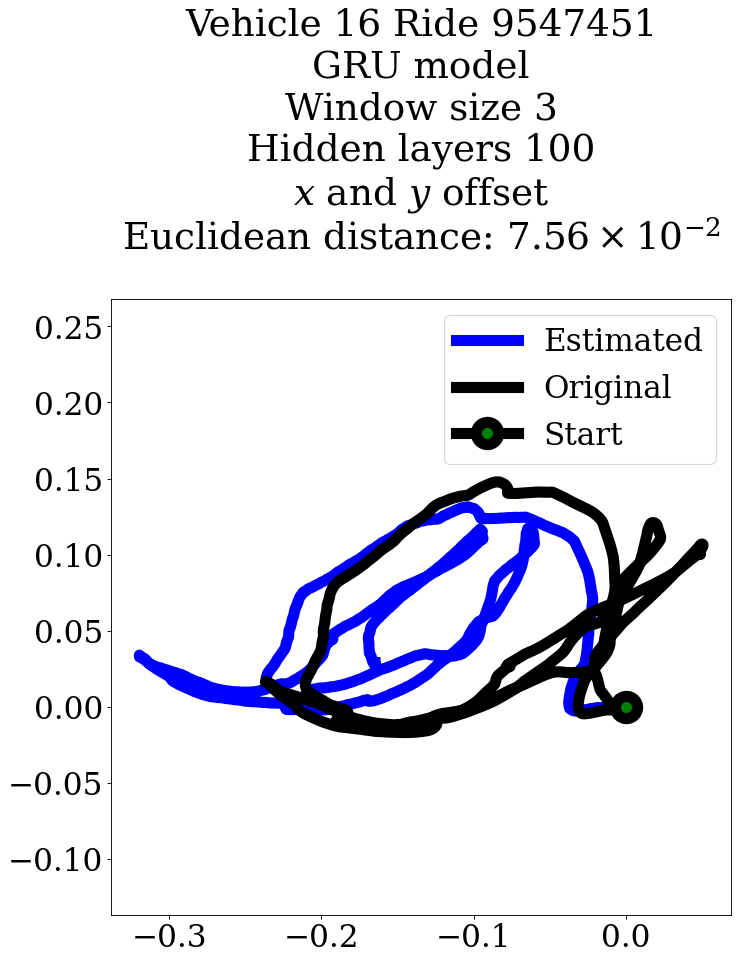 Vehicle 16 Ride 9547451
GRU model
Window size 3
Hidden layers 100
x and y offset
Euclidean distance: 7.56 × 10⁻²
Estimated
Original
Start
0.25
0.20
0.15
0.10
0.05
0.00
−0.05
−0.10
−0.3 −0.2 −0.1 0.0